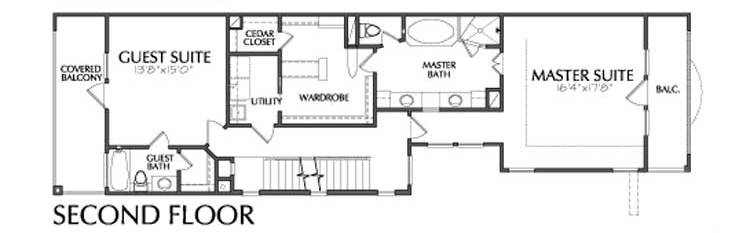 COVERED
BALCONY
GUEST SUITE
13'8"x15'0"
CEDAR
CLOSET
UTILITY
WARDROBE
MASTER
BATH
MASTER SUITE
16'4"x17'8"
BALC.
GUEST
BATH
SECOND FLOOR